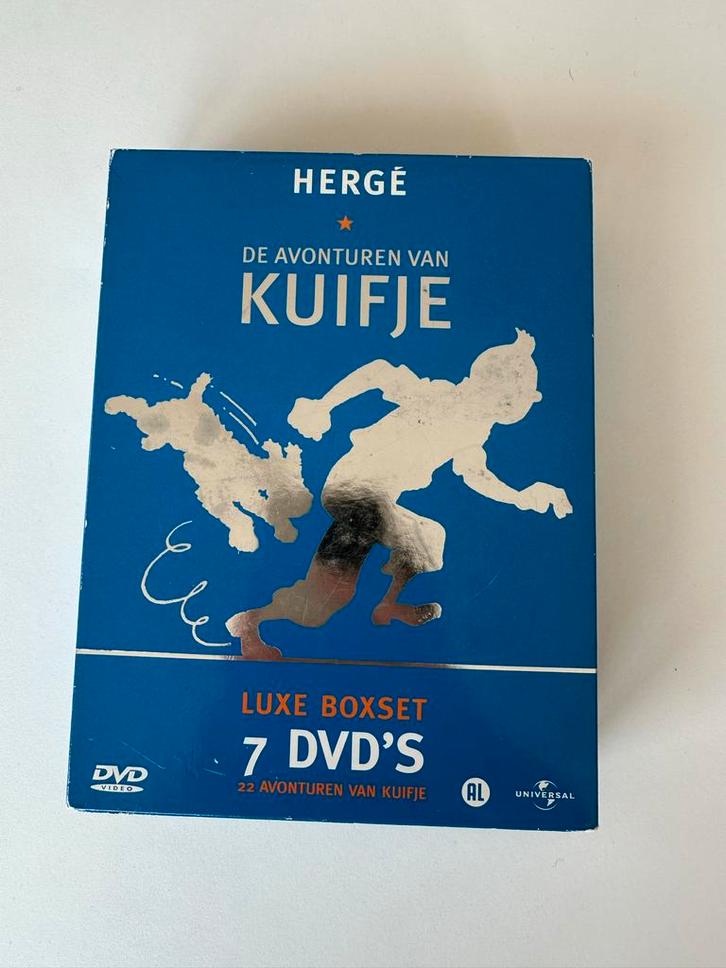 HERGÉ
DE AVONTUREN VAN
KUIFJE
LUXE BOXSET
7 DVD'S
22 AVONTUREN VAN KUIFJE
DVD
VIDEO
AL
UNIVERSAL